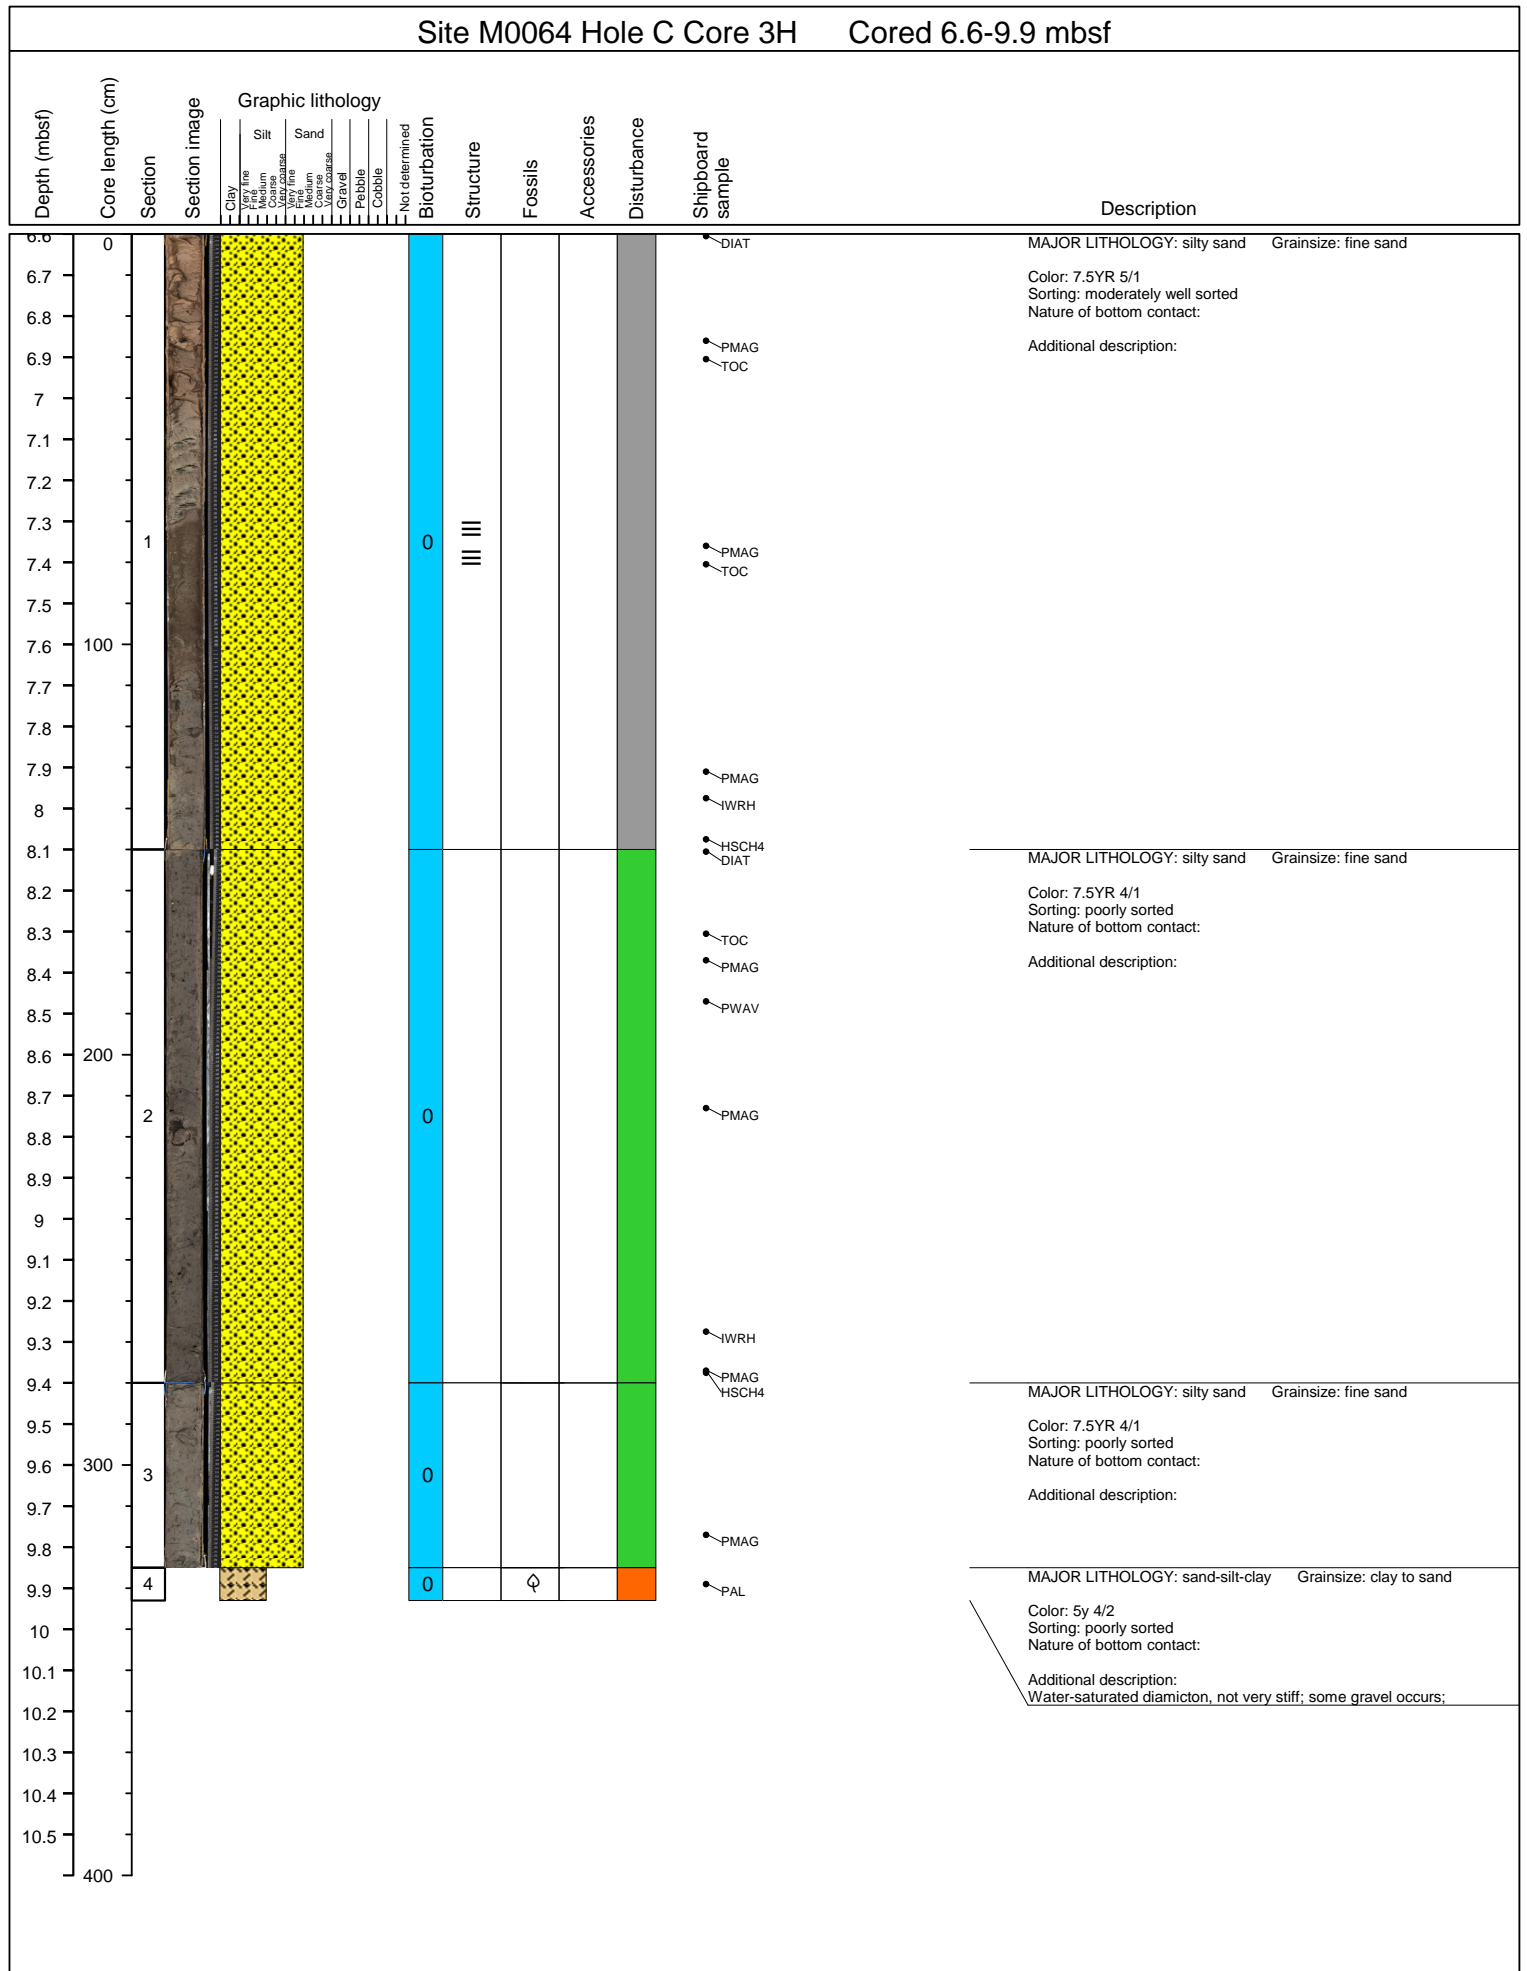 Site M0064 Hole C Core 3H Cored 6.6-9.9 mbsf
Depth (mbsf)
Core length (cm)
Section
Section image
Graphic lithology
Clay
Silt
Very fine
Fine
Medium
Coarse
Very coarse
Sand
Very fine
Fine
Medium
Coarse
Very coarse
Gravel
Pebble
Cobble
Not determined
Bioturbation
Structure
Fossils
Accessories
Disturbance
Shipboard
sample
Description
6.6
6.7
6.8
6.9
7
7.1
7.2
7.3
7.4
7.5
7.6
7.7
7.8
7.9
8
8.1
8.2
8.3
8.4
8.5
8.6
8.7
8.8
8.9
9
9.1
9.2
9.3
9.4
9.5
9.6
9.7
9.8
9.9
10
10.1
10.2
10.3
10.4
10.5
0
100
200
300
400
1
2
3
4
0
0
0
0
DIAT
PMAG
TOC
PMAG
TOC
PMAG
IWRH
HSCH4
DIAT
TOC
PMAG
PWAV
PMAG
IWRH
PMAG
HSCH4
PMAG
PAL
MAJOR LITHOLOGY: silty sand Grainsize: fine sand
Color: 7.5YR 5/1
Sorting: moderately well sorted
Nature of bottom contact:
Additional description:
MAJOR LITHOLOGY: silty sand Grainsize: fine sand
Color: 7.5YR 4/1
Sorting: poorly sorted
Nature of bottom contact:
Additional description:
MAJOR LITHOLOGY: silty sand Grainsize: fine sand
Color: 7.5YR 4/1
Sorting: poorly sorted
Nature of bottom contact:
Additional description:
MAJOR LITHOLOGY: sand-silt-clay Grainsize: clay to sand
Color: 5y 4/2
Sorting: poorly sorted
Nature of bottom contact:
Additional description:
Water-saturated diamicton, not very stiff; some gravel occurs;